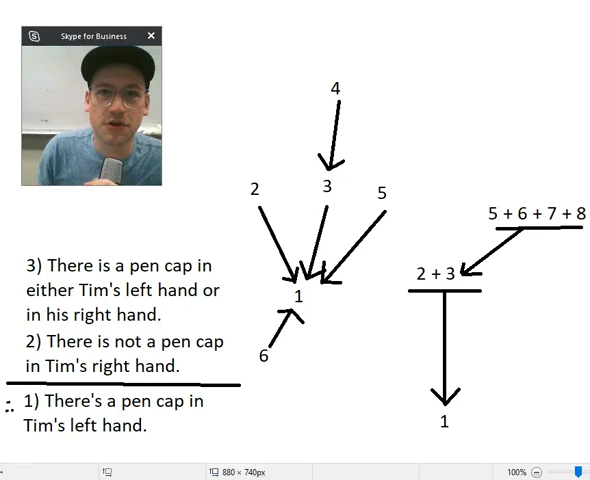 Skype for Business
4
2
3
5
5 + 6 + 7 + 8
2 + 3
1
6
3) There is a pen cap in
either Tim's left hand or
in his right hand.
2) There is not a pen cap
in Tim's right hand.
∴ 1) There's a pen cap in
Tim's left hand.
1
880 × 740px
100%